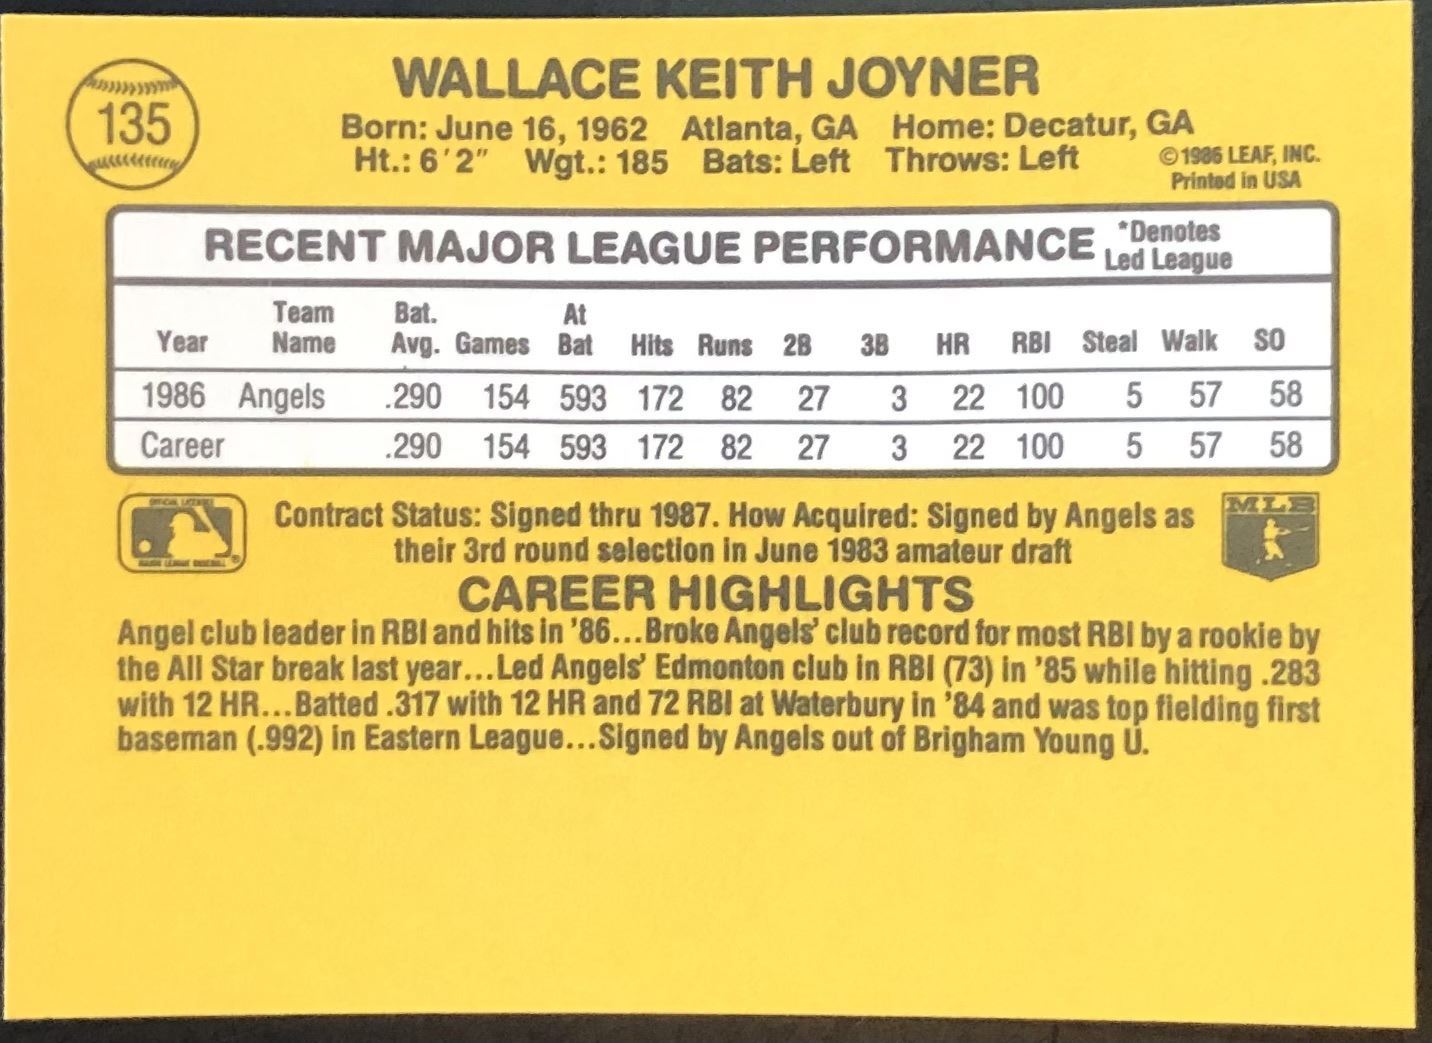 135
WALLACE KEITH JOYNER
Born: June 16, 1962 Atlanta, GA Home: Decatur, GA
Ht.: 6'2" Wgt.: 185 Bats: Left Throws: Left
©1986 LEAF, INC.
Printed in USA
RECENT MAJOR LEAGUE PERFORMANCE
*Denotes
Led League
Year Team Name Bat. Avg. Games At Bat Hits Runs 2B 3B HR RBI Steal Walk SO
1986 Angels .290 154 593 172 82 27 3 22 100 5 57 58
Career .290 154 593 172 82 27 3 22 100 5 57 58
Contract Status: Signed thru 1987. How Acquired: Signed by Angels as
their 3rd round selection in June 1983 amateur draft
MLB
CAREER HIGHLIGHTS
Angel club leader in RBI and hits in '86...Broke Angels' club record for most RBI by a rookie by
the All Star break last year...Led Angels' Edmonton club in RBI (73) in '85 while hitting .283
with 12 HR...Batted .317 with 12 HR and 72 RBI at Waterbury in '84 and was top fielding first
baseman (.992) in Eastern League...Signed by Angels out of Brigham Young U.